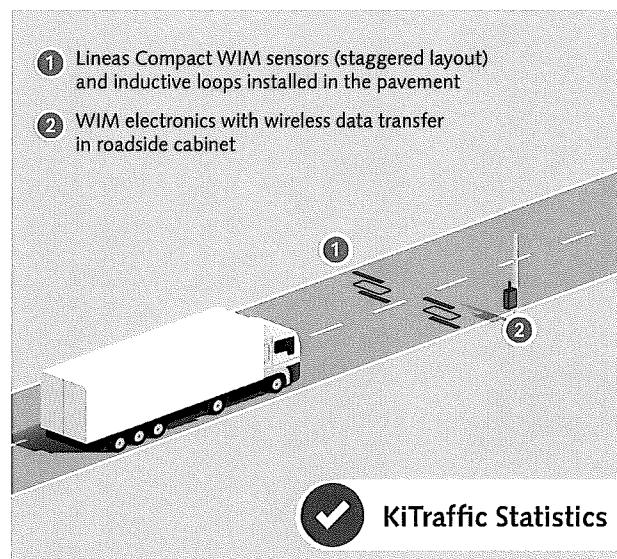 1 Lineas Compact WIM sensors (staggered layout)
and inductive loops installed in the pavement
2 WIM electronics with wireless data transfer
in roadside cabinet
1
2
KiTraffic Statistics